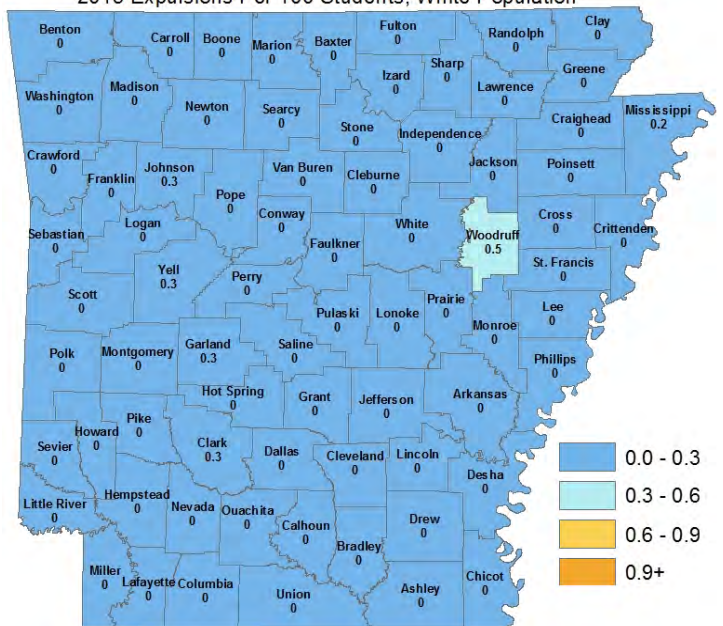 Expulsions Per 100 Students, White Population
Benton
0
Carroll
0
Boone
0
Marion
0
Baxter
0
Fulton
0
Randolph
0
Clay
0
Washington
0
Madison
0
Newton
0
Searcy
0
Stone
0
Izard
0
Sharp
0
Lawrence
0
Greene
0
Independence
0
Craighead
0
Mississippi
0.2
Crawford
0
Franklin
0
Johnson
0.3
Pope
0
Van Buren
0
Cleburne
0
Jackson
0
Poinsett
0
Sebastian
0
Logan
0
Conway
0
Faulkner
0
White
0
Woodruff
0.5
Cross
0
Crittenden
0
St. Francis
0
Scott
0
Yell
0.3
Perry
0
Pulaski
0
Lonoke
0
Prairie
0
Monroe
0
Lee
0
Polk
0
Montgomery
0
Garland
0.3
Saline
0
Phillips
0
Hot Spring
0
Grant
0
Jefferson
0
Arkansas
0
Sevier
0
Howard
0
Pike
0
Clark
0.3
Dallas
0
Cleveland
0
Lincoln
0
Desha
0
Little River
0
Hempstead
0
Nevada
0
Ouachita
0
Calhoun
0
Bradley
0
Drew
0
Miller
0
Lafayette
0
Columbia
0
Union
0
Ashley
0
Chicot
0
0.0 - 0.3
0.3 - 0.6
0.6 - 0.9
0.9+